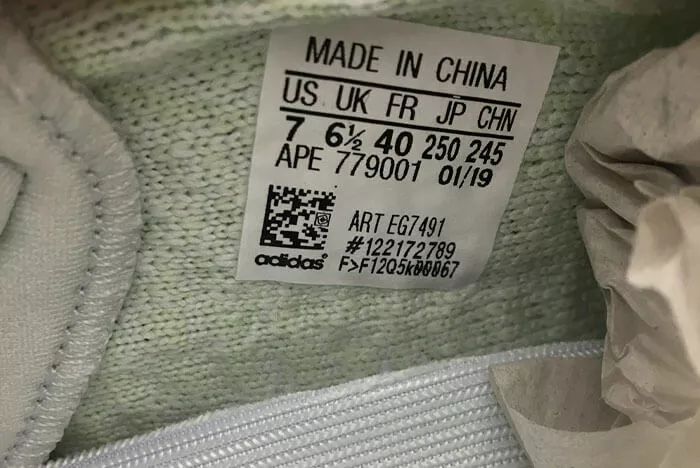 MADE IN CHINA
US UK FR JP CHN
7 6½ 40 250 245
APE 779001 01/19
ART EG7491
#122172789
adidas® F>F12Q5k00067